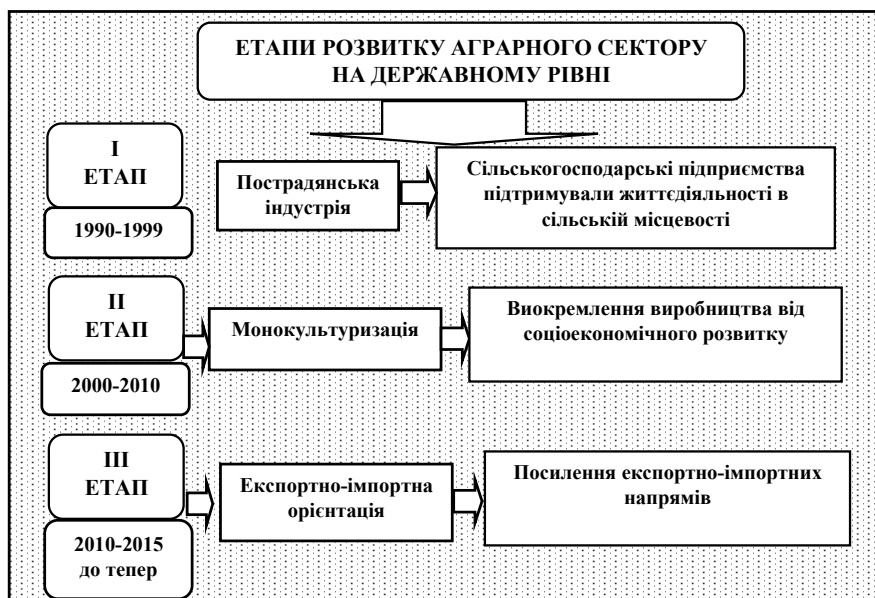 ЕТАПИ РОЗВИТКУ АГРАРНОГО СЕКТОРУ
НА ДЕРЖАВНОМУ РІВНІ
І
ЕТАП
1990-1999
Пострадянська
індустрія
Сільськогосподарські підприємства
підтримували життєдіяльності в
сільській місцевості
ІІ
ЕТАП
2000-2010
Монокультуризація
Виокремлення виробництва від
соціоекономічного розвитку
ІІІ
ЕТАП
2010-2015
до тепер
Експортно-імпортна
орієнтація
Посилення експортно-імпортних
напрямів